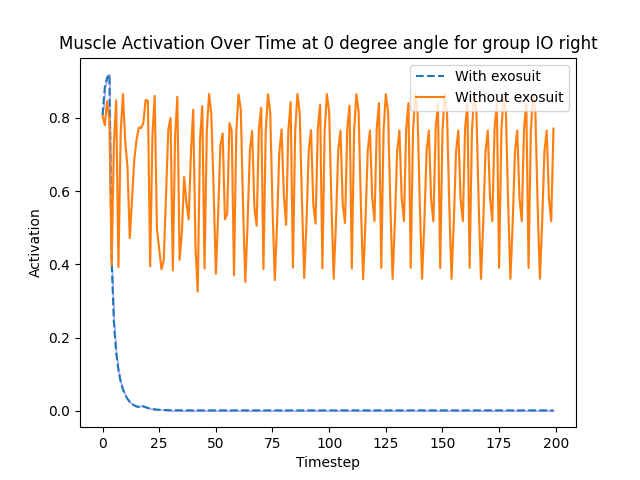 Muscle Activation Over Time at 0 degree angle for group IO right
With exosuit
Without exosuit
0.8
0.6
0.4
0.2
0.0
Activation
0 25 50 75 100 125 150 175 200
Timestep